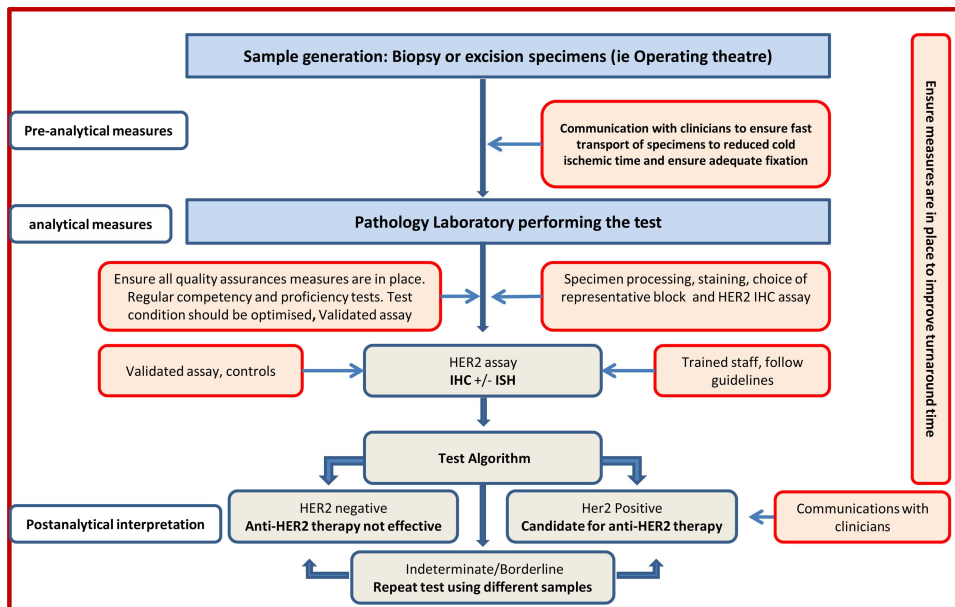 Sample generation: Biopsy or excision specimens (ie Operating theatre)
Pre-analytical measures
Communication with clinicians to ensure fast
transport of specimens to reduced cold
ischemic time and ensure adequate fixation
analytical measures
Pathology Laboratory performing the test
Ensure all quality assurances measures are in place.
Regular competency and proficiency tests. Test
condition should be optimised, Validated assay
Specimen processing, staining, choice of
representative block and HER2 IHC assay
Validated assay, controls
HER2 assay
IHC +/- ISH
Trained staff, follow
guidelines
Test Algorithm
Postanalytical interpretation
HER2 negative
Anti-HER2 therapy not effective
Her2 Positive
Candidate for anti-HER2 therapy
Communications with
clinicians
Indeterminate/Borderline
Repeat test using different samples
Ensure measures are in place to improve turnaround time